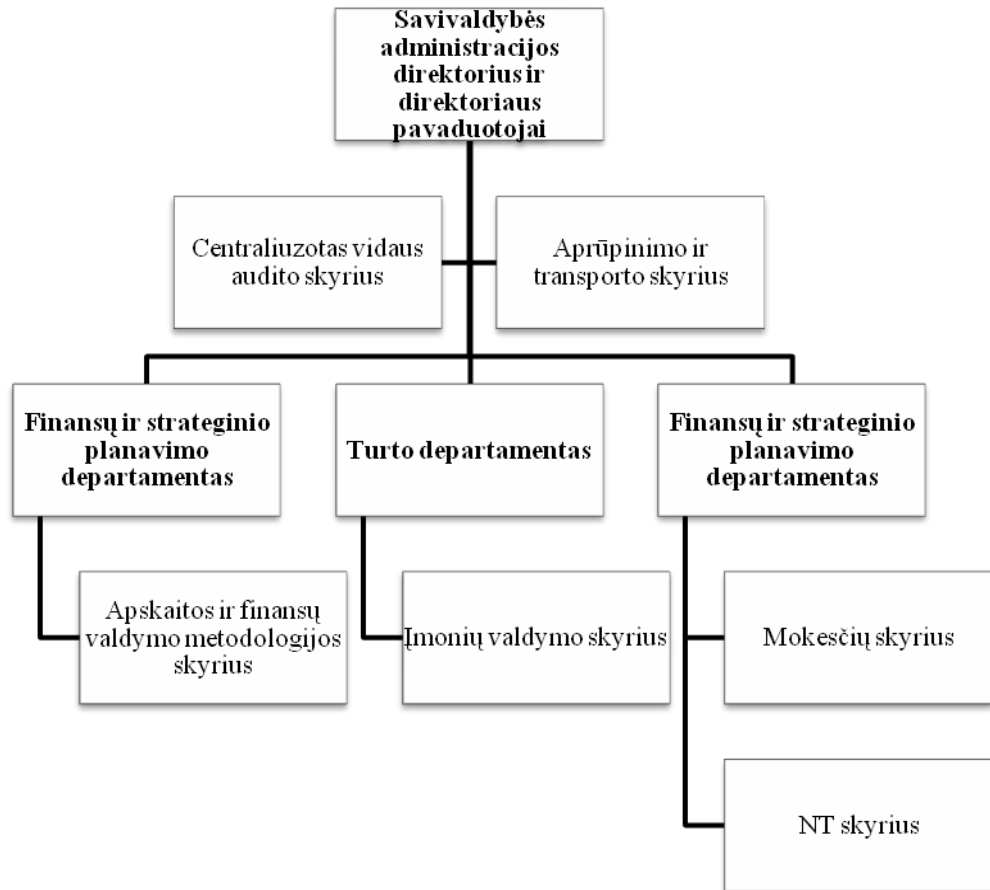 Savivaldybės
administracijos
direktorius ir
direktoriaus
pavaduotojai
Centraliuzotas vidaus
audito skyrius
Aprūpinimo ir
transporto skyrius
Finansų ir strateginio
planavimo
departamentas
Turto departamentas
Finansų ir strateginio
planavimo
departamentas
Apskaitos ir finansų
valdymo metodologijos
skyrius
Įmonių valdymo skyrius
Mokesčių skyrius
NT skyrius